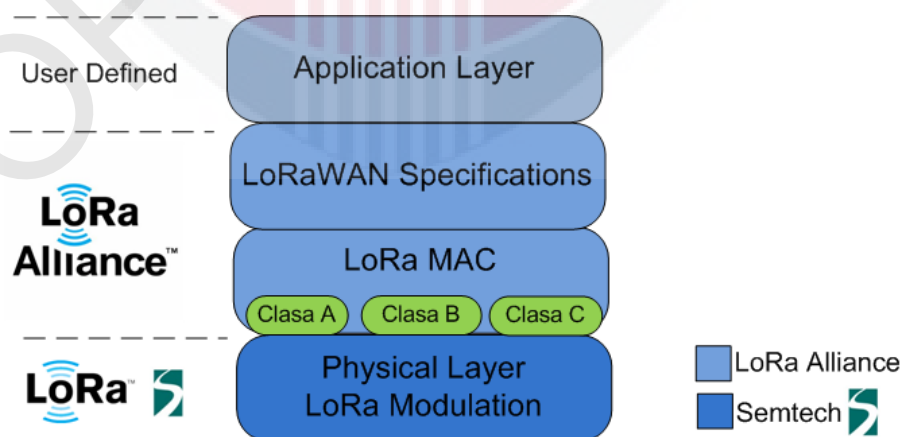 User Defined
Application Layer
LoRaWAN Specifications
LoRa
Alliance™
LoRa MAC
Clasa A
Clasa B
Clasa C
LoRa™
Physical Layer
LoRa Modulation
LoRa Alliance
Semtech